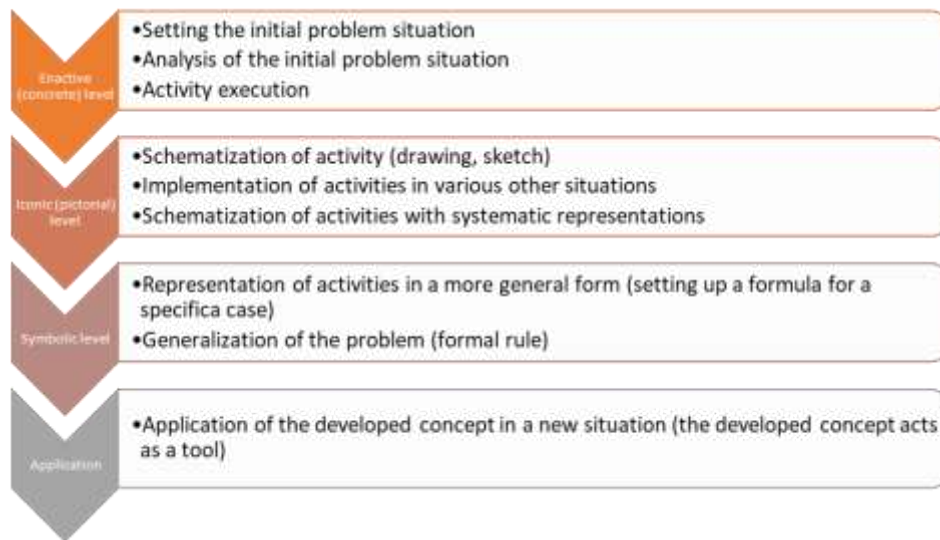 Enactive
(concrete) level
•Setting the initial problem situation
•Analysis of the initial problem situation
•Activity execution
Iconic (pictorial)
level
•Schematization of activity (drawing, sketch)
•Implementation of activities in various other situations
•Schematization of activities with systematic representations
Symbolic level
•Representation of activities in a more general form (setting up a formula for a
specifica case)
•Generalization of the problem (formal rule)
Application
•Application of the developed concept in a new situation (the developed concept acts
as a tool)